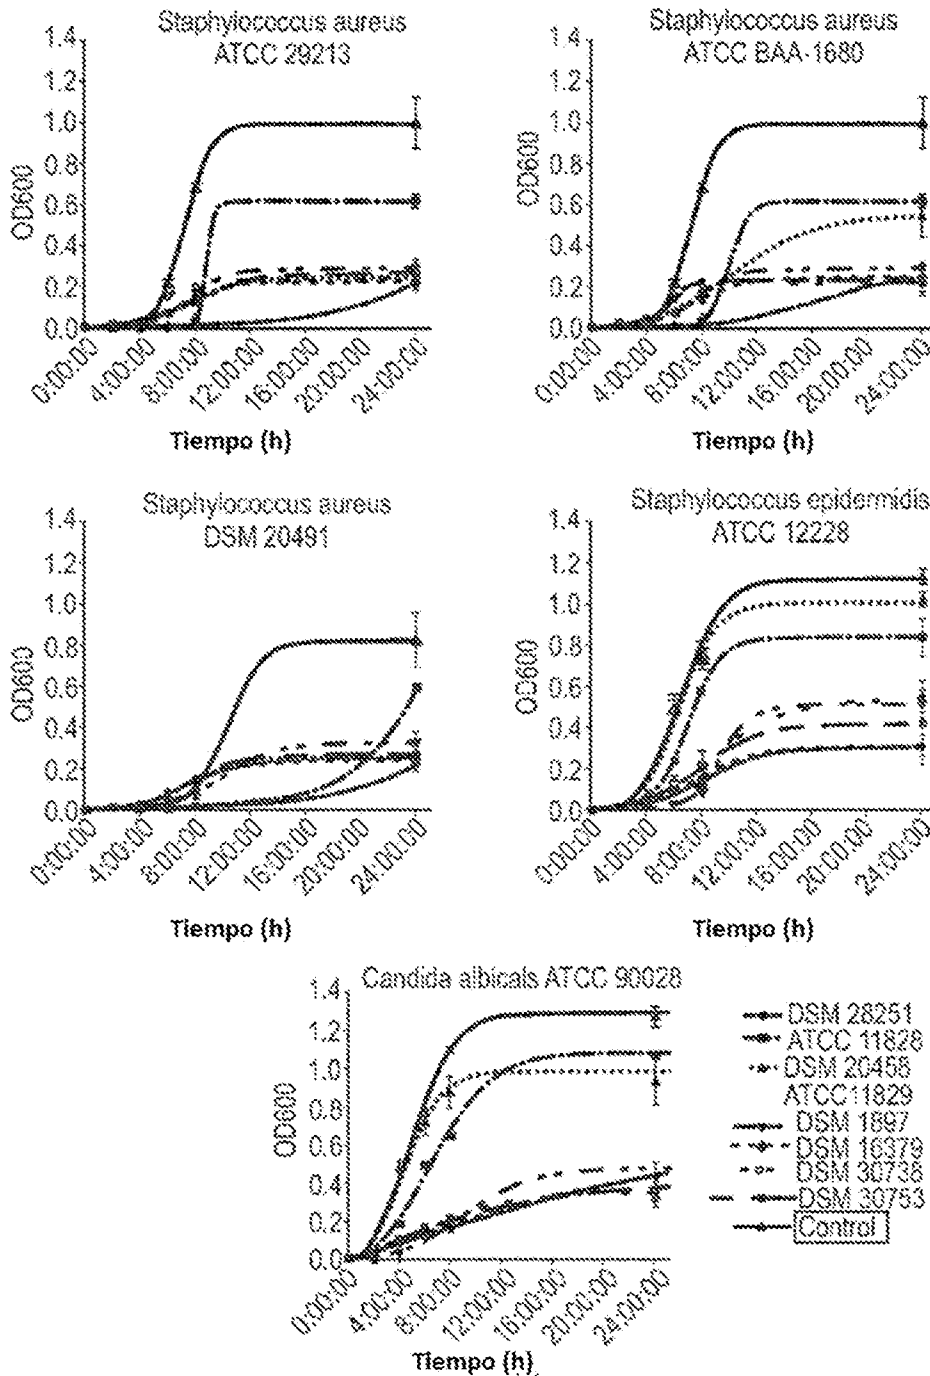 Staphylococcus aureus
ATCC 29213
1.4
1.2
1.0
0.8
0.6
0.4
0.2
0.0
OD600
0:00:00
4:00:00
8:00:00
12:00:00
16:00:00
20:00:00
24:00:00
Tiempo (h)
Staphylococcus aureus
ATCC BAA-1680
1.4
1.2
1.0
0.8
0.6
0.4
0.2
0.0
OD600
0:00:00
4:00:00
8:00:00
12:00:00
16:00:00
20:00:00
24:00:00
Tiempo (h)
Staphylococcus aureus
DSM 20491
1.4
1.2
1.0
0.8
0.6
0.4
0.2
0.0
OD600
0:00:00
4:00:00
8:00:00
12:00:00
16:00:00
20:00:00
24:00:00
Tiempo (h)
Staphylococcus epidermidis
ATCC 12228
1.4
1.2
1.0
0.8
0.6
0.4
0.2
0.0
OD600
0:00:00
4:00:00
8:00:00
12:00:00
16:00:00
20:00:00
24:00:00
Tiempo (h)
Candida albicals ATCC 90028
1.4
1.2
1.0
0.8
0.6
0.4
0.2
0.0
OD600
0:00:00
4:00:00
8:00:00
12:00:00
16:00:00
20:00:00
24:00:00
Tiempo (h)
DSM 28251
ATCC 11828
DSM 20458
ATCC11829
DSM 1897
DSM 16379
DSM 30738
DSM 30753
Control